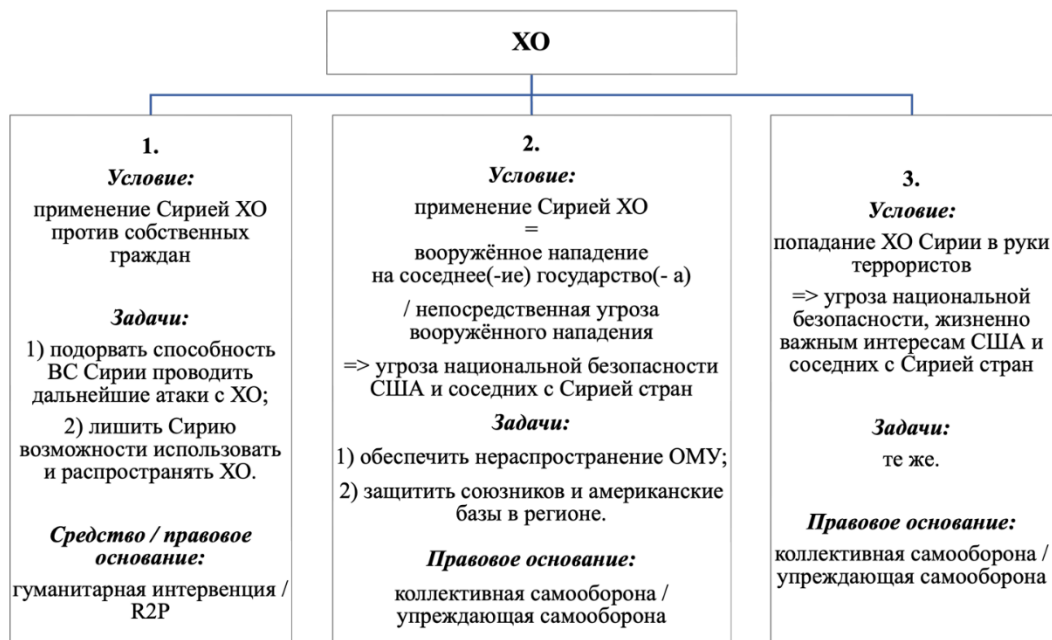 ХО
1.
Условие:
применение Сирией ХО
против собственных
граждан
Задачи:
1) подорвать способность
ВС Сирии проводить
дальнейшие атаки с ХО;
2) лишить Сирию
возможности использовать
и распространять ХО.
Средство / правовое
основание:
гуманитарная интервенция /
R2P
2.
Условие:
применение Сирией ХО
=
вооружённое нападение
на соседнее(-ие) государство(- а)
/ непосредственная угроза
вооружённого нападения
=> угроза национальной безопасности
США и соседних с Сирией стран
Задачи:
1) обеспечить нераспространение ОМУ;
2) защитить союзников и американские
базы в регионе.
Правовое основание:
коллективная самооборона /
упреждающая самооборона
3.
Условие:
попадание ХО Сирии в руки
террористов
=> угроза национальной
безопасности, жизненно
важным интересам США и
соседних с Сирией стран
Задачи:
те же.
Правовое основание:
коллективная самооборона /
упреждающая самооборона